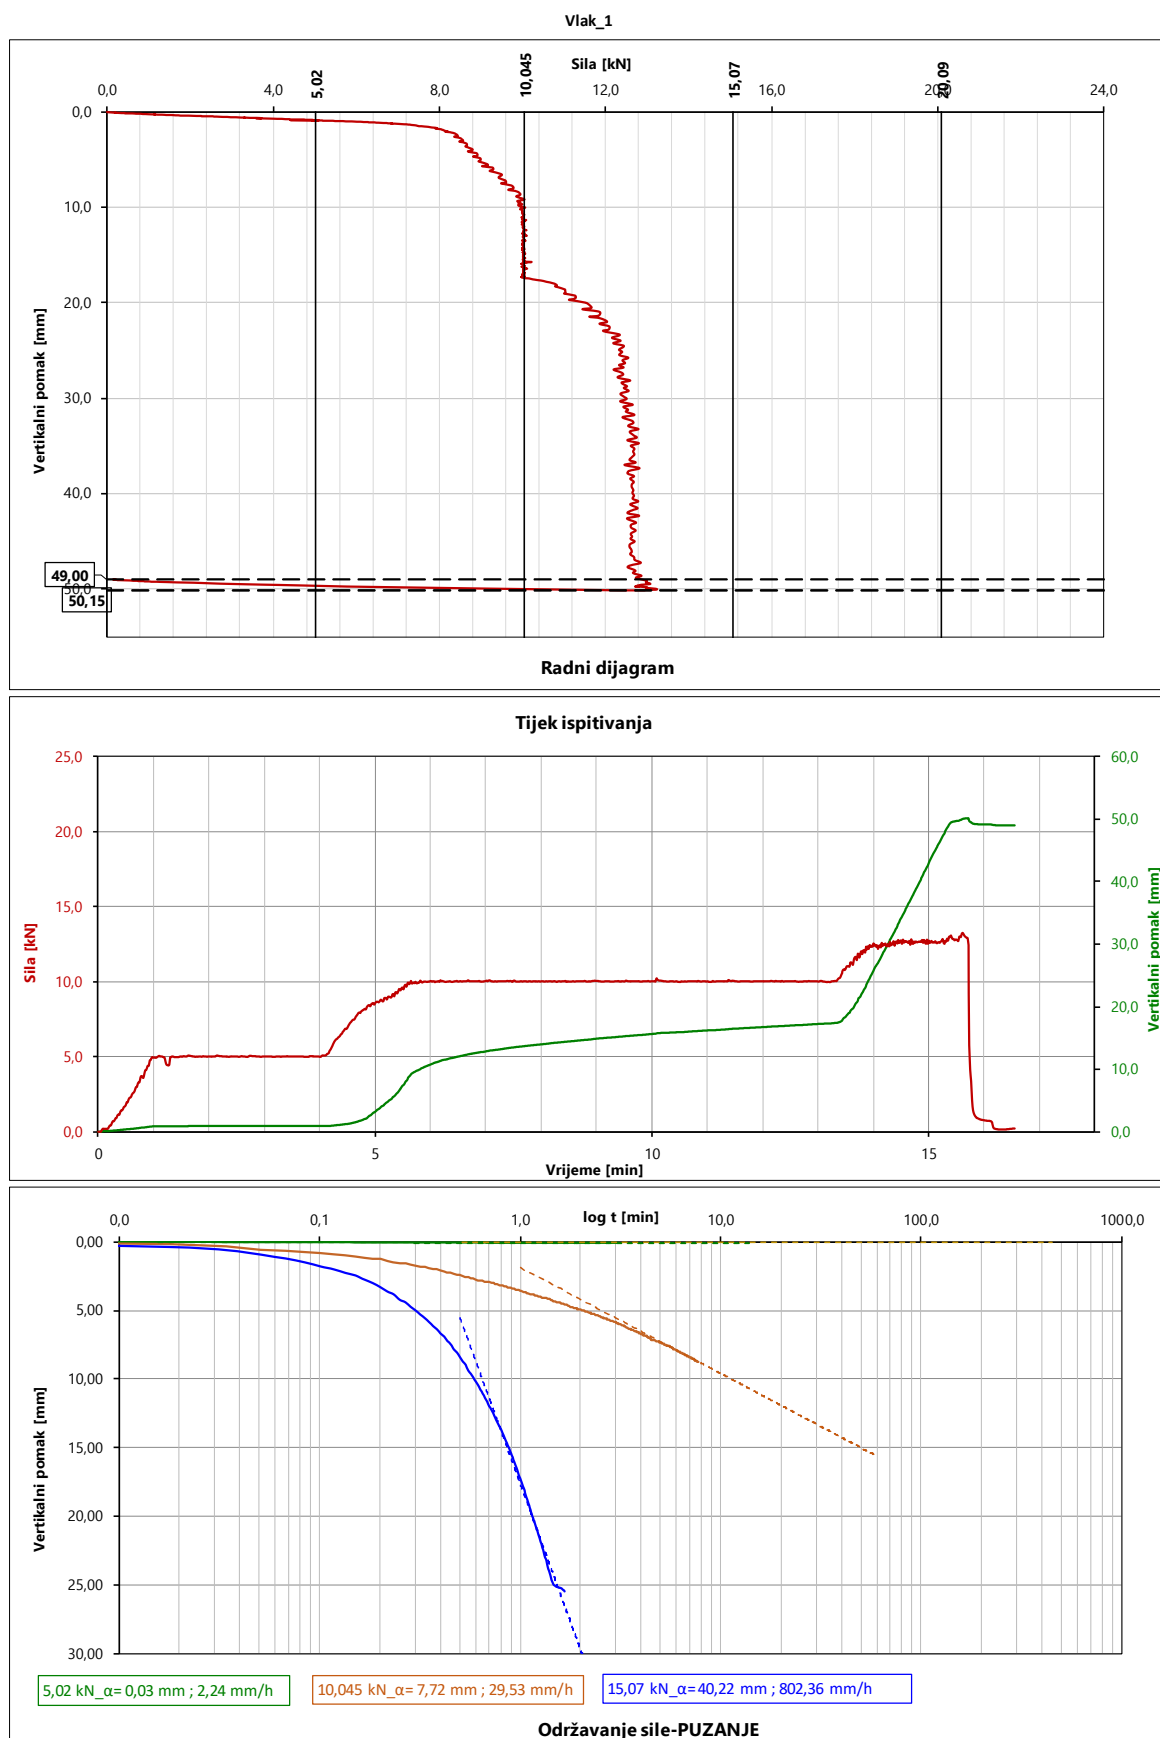 Vlak_1
Sila [kN]
5,02
10,045
15,07
20,09
0,0 4,0 8,0 12,0 16,0 20,0 24,0
0,0
10,0
20,0
30,0
40,0
50,0
Vertikalni pomak [mm]
49,00
50,15
Radni dijagram
Tijek ispitivanja
25,0
20,0
15,0
10,0
5,0
0,0
Sila [kN]
60,0
50,0
40,0
30,0
20,0
10,0
0,0
Vertikalni pomak [mm]
0 5 10 15
Vrijeme [min]
log t [min]
0,0 0,1 1,0 10,0 100,0 1000,0
0,00
5,00
10,00
15,00
20,00
25,00
30,00
Vertikalni pomak [mm]
5,02 kN_α= 0,03 mm ; 2,24 mm/h
10,045 kN_α= 7,72 mm ; 29,53 mm/h
15,07 kN_α=40,22 mm ; 802,36 mm/h
Održavanje sile-PUZANJE